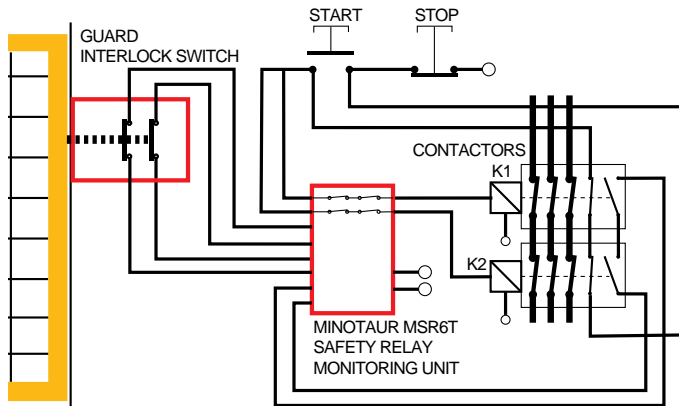 START
STOP
GUARD
INTERLOCK SWITCH
CONTACTORS
K1
K2
MINOTAUR MSR6T
SAFETY RELAY
MONITORING UNIT